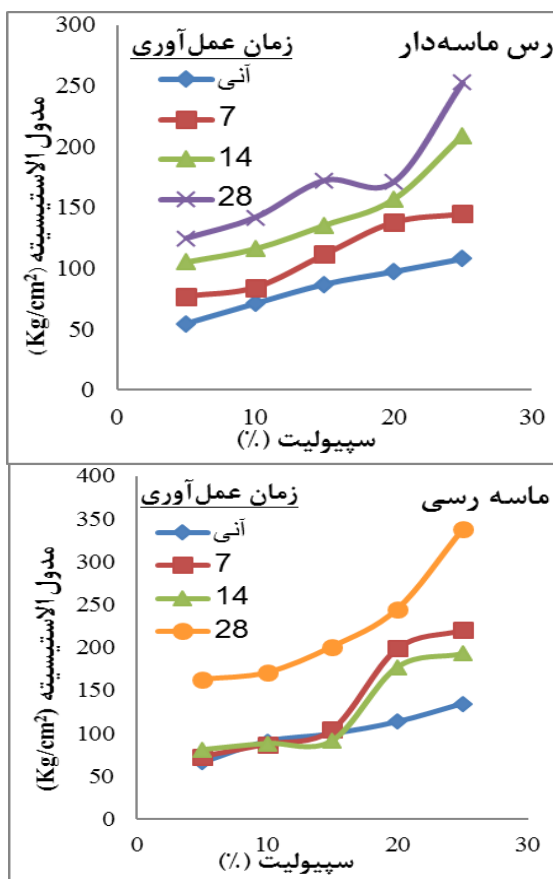 رس ماسه‌دار
زمان عمل‌آوری
آنی
7
14
28
مدول الاستیسیته (Kg/cm²)
300
250
200
150
100
50
0
0 10 20 30
سپیولیت (٪)
ماسه رسی
زمان عمل‌آوری
آنی
7
14
28
مدول الاستیسیته (Kg/cm²)
400
350
300
250
200
150
100
50
0
0 10 20 30
سپیولیت (٪)